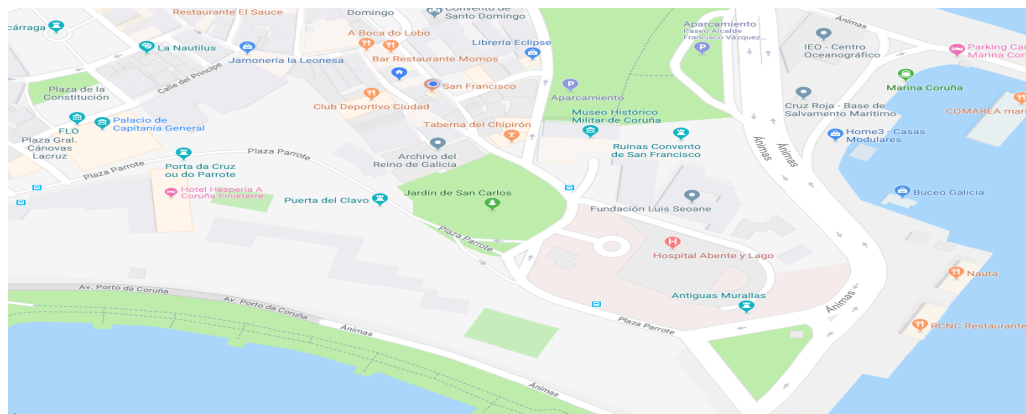 Restaurante El Sauce
Domingo
Convento de
Santo Domingo
Aparcamiento
Paseo Alcalde
Francisco Vázquez...
Ánimas
cárraga
La Nautilus
A Boca do Lobo
Librería Eclipse
IEO - Centro
Oceanográfico
Parking Ca
Marina Cor
Jamonería la Leonesa
Bar Restaurante Momos
Calle del Príncipe
San Francisco
Marina Coruña
Plaza de la
Constitución
Aparcamiento
Club Deportivo Ciudad
Cruz Roja - Base de
Salvamento Marítimo
COMAREA mari
Museo Histórico
Militar de Coruña
Palacio de
Capitanía General
Taberna del Chipirón
Ánimas
Ánimas
Home3 - Casas
Modulares
FLO
Plaza Gral.
Cánovas
Lacruz
Ruinas Convento
de San Francisco
Plaza Parrote
Archivo del
Reino de Galicia
Porta da Cruz
ou do Parrote
Plaza Parrote
Hotel Hesperia A
Coruña Finisterre
Jardín de San Carlos
Buceo Galicia
Puerta del Clavo
Fundación Luis Seoane
Plaza Parrote
Hospital Abente y Lago
Nauta
Av. Porto da Coruña
Av. Porto da Coruña
Antiguas Murallas
Ánimas
Ánimas
Plaza Parrote
RCNC Restaurante
Ánimas